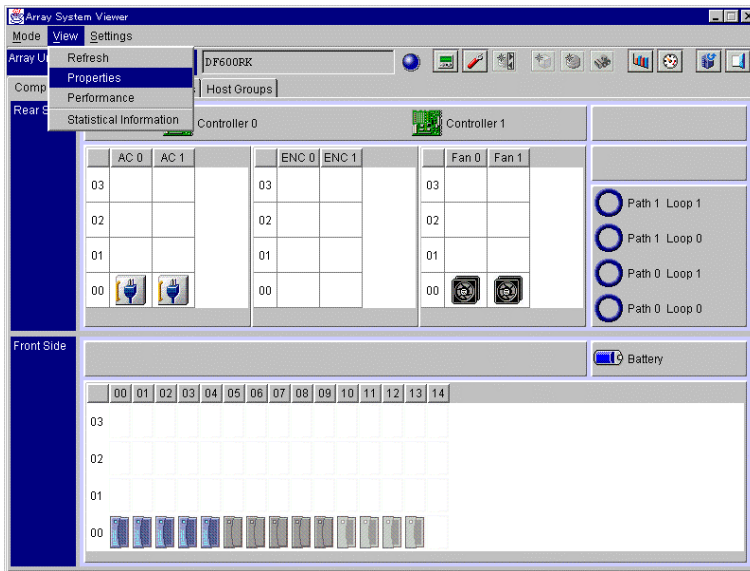 Array System Viewer
Mode View Settings
Array U
DF600RK
Refresh
Properties
Performance
Statistical Information
Comp
Host Groups
Rear S
Controller 0
Controller 1
AC 0 AC 1
ENC 0 ENC 1
Fan 0 Fan 1
03 03 03
02 02 02
01 01 01
00 00 00
Path 1 Loop 1
Path 1 Loop 0
Path 0 Loop 1
Path 0 Loop 0
Front Side
Battery
00 01 02 03 04 05 06 07 08 09 10 11 12 13 14
03
02
01
00